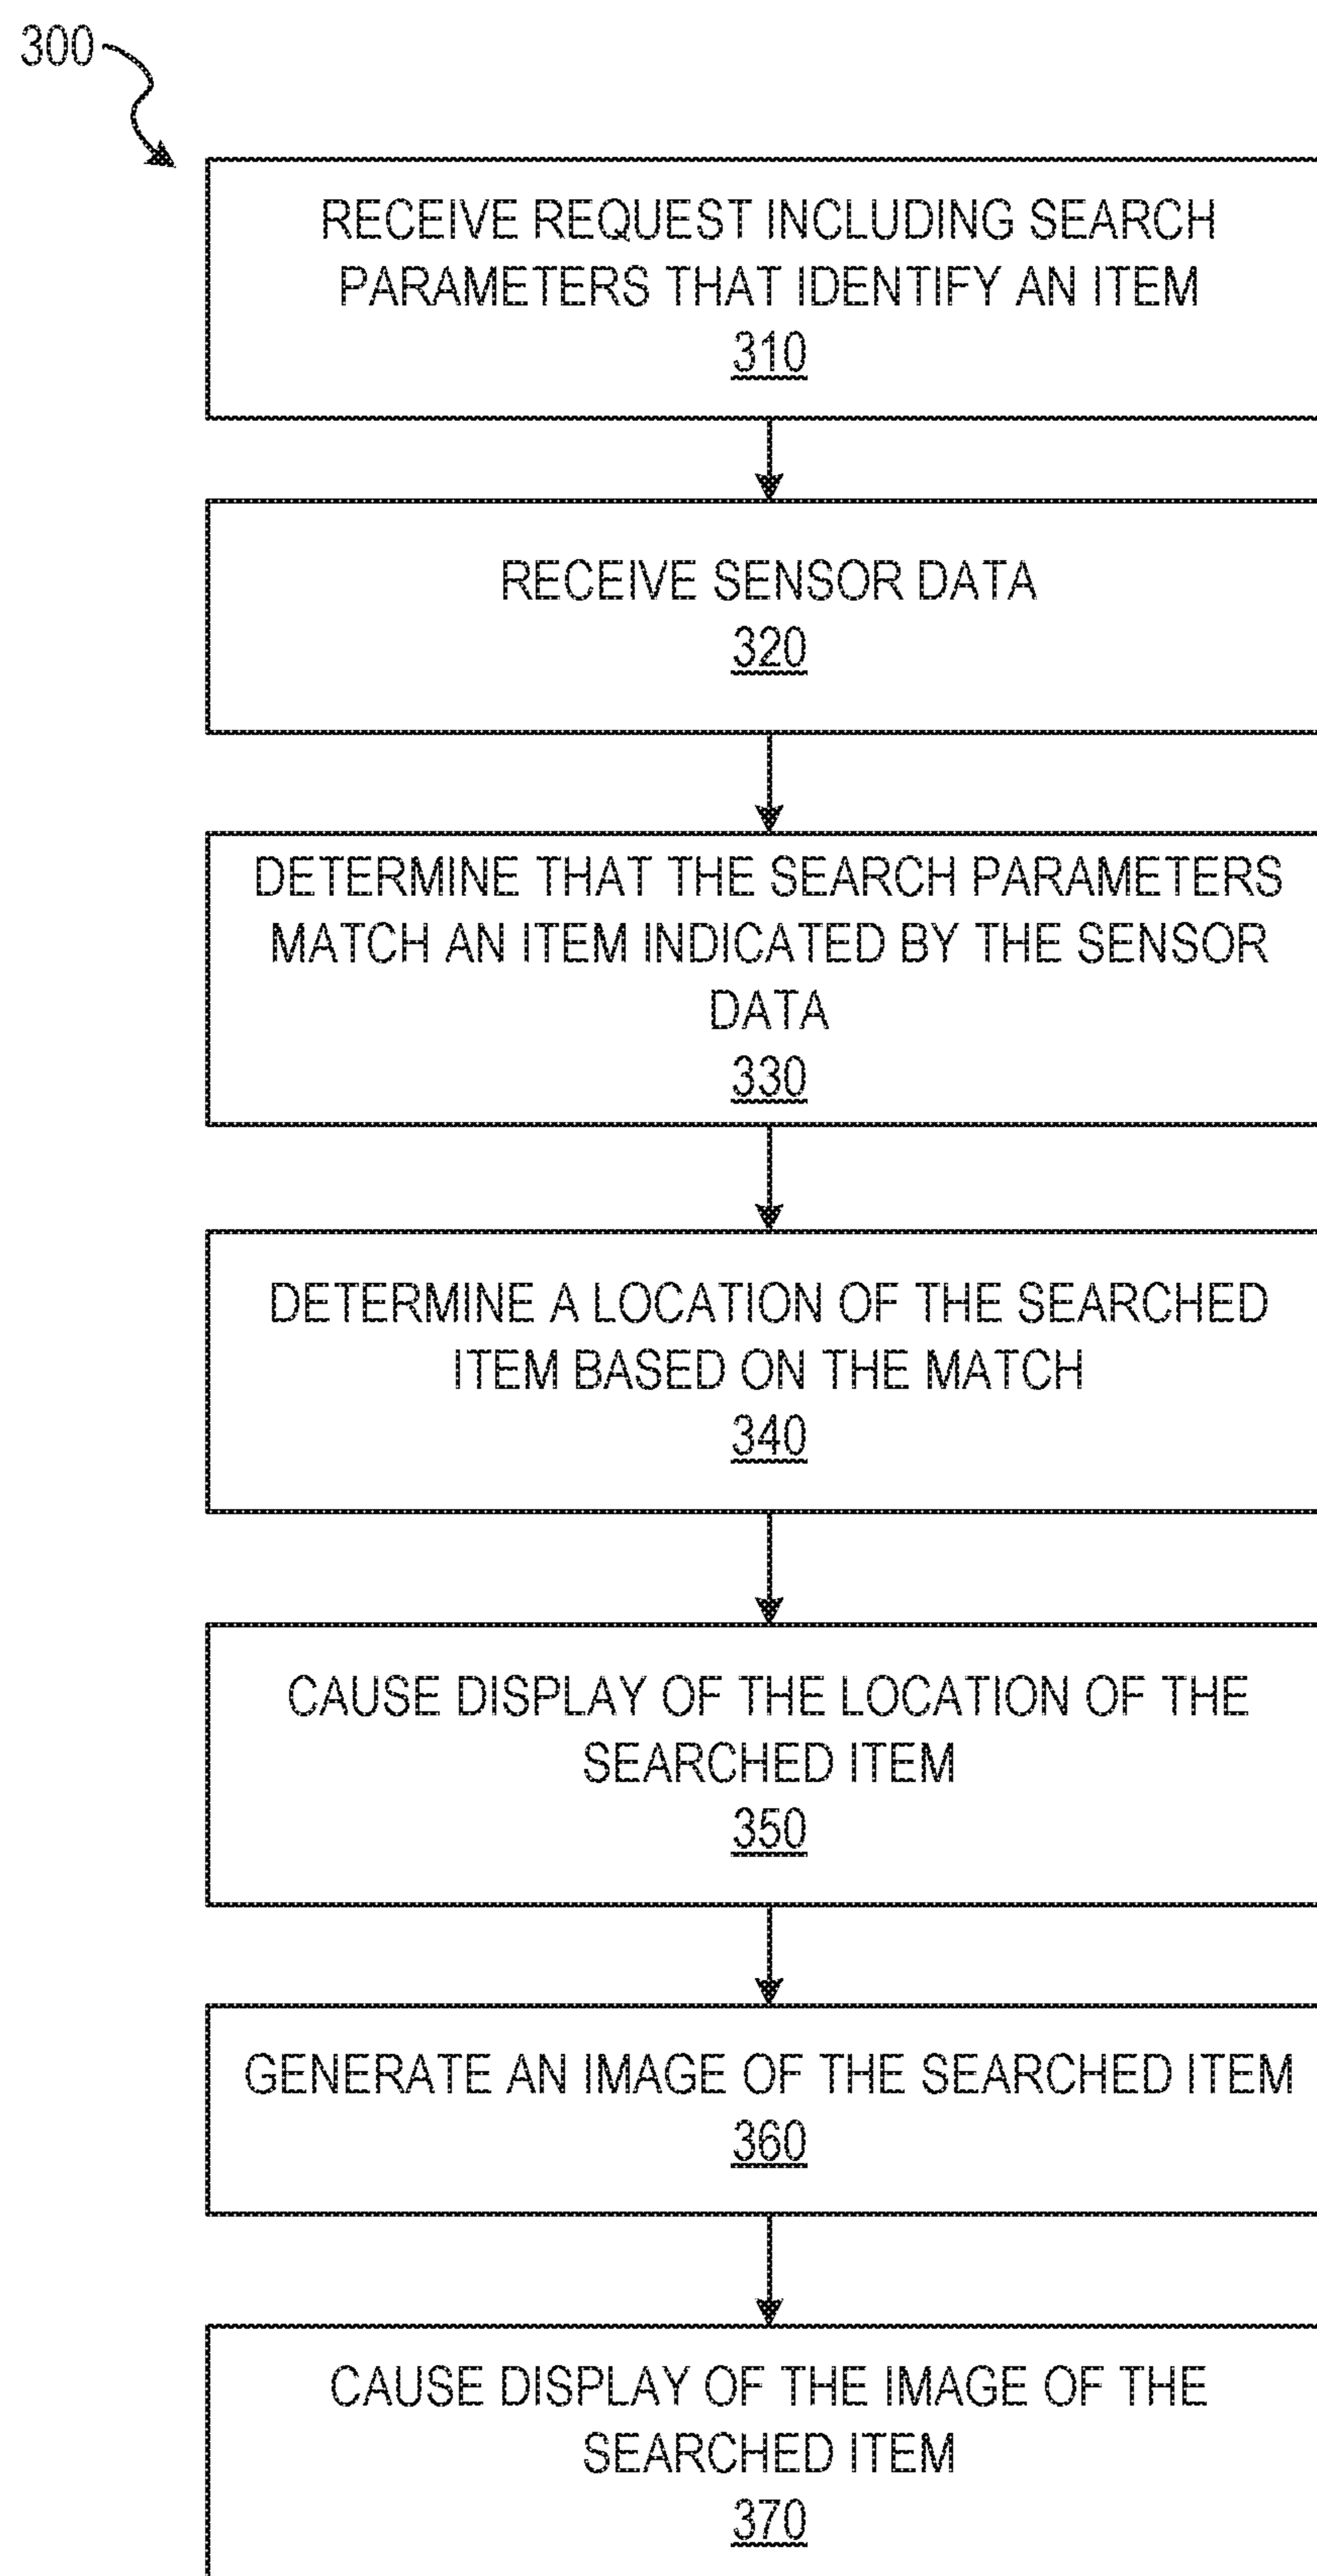 300
RECEIVE REQUEST INCLUDING SEARCH
PARAMETERS THAT IDENTIFY AN ITEM
310
RECEIVE SENSOR DATA
320
DETERMINE THAT THE SEARCH PARAMETERS
MATCH AN ITEM INDICATED BY THE SENSOR
DATA
330
DETERMINE A LOCATION OF THE SEARCHED
ITEM BASED ON THE MATCH
340
CAUSE DISPLAY OF THE LOCATION OF THE
SEARCHED ITEM
350
GENERATE AN IMAGE OF THE SEARCHED ITEM
360
CAUSE DISPLAY OF THE IMAGE OF THE
SEARCHED ITEM
370